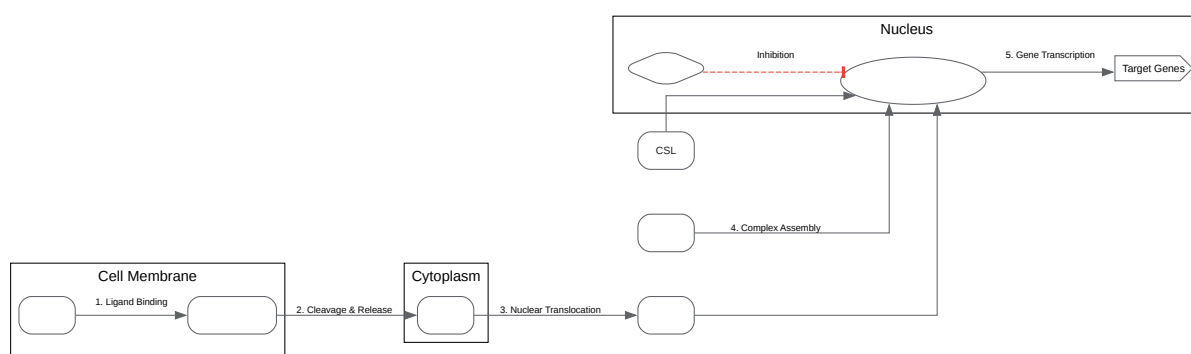 Nucleus
Inhibition
5. Gene Transcription
Target Genes
CSL
4. Complex Assembly
Cell Membrane
1. Ligand Binding
2. Cleavage & Release
Cytoplasm
3. Nuclear Translocation